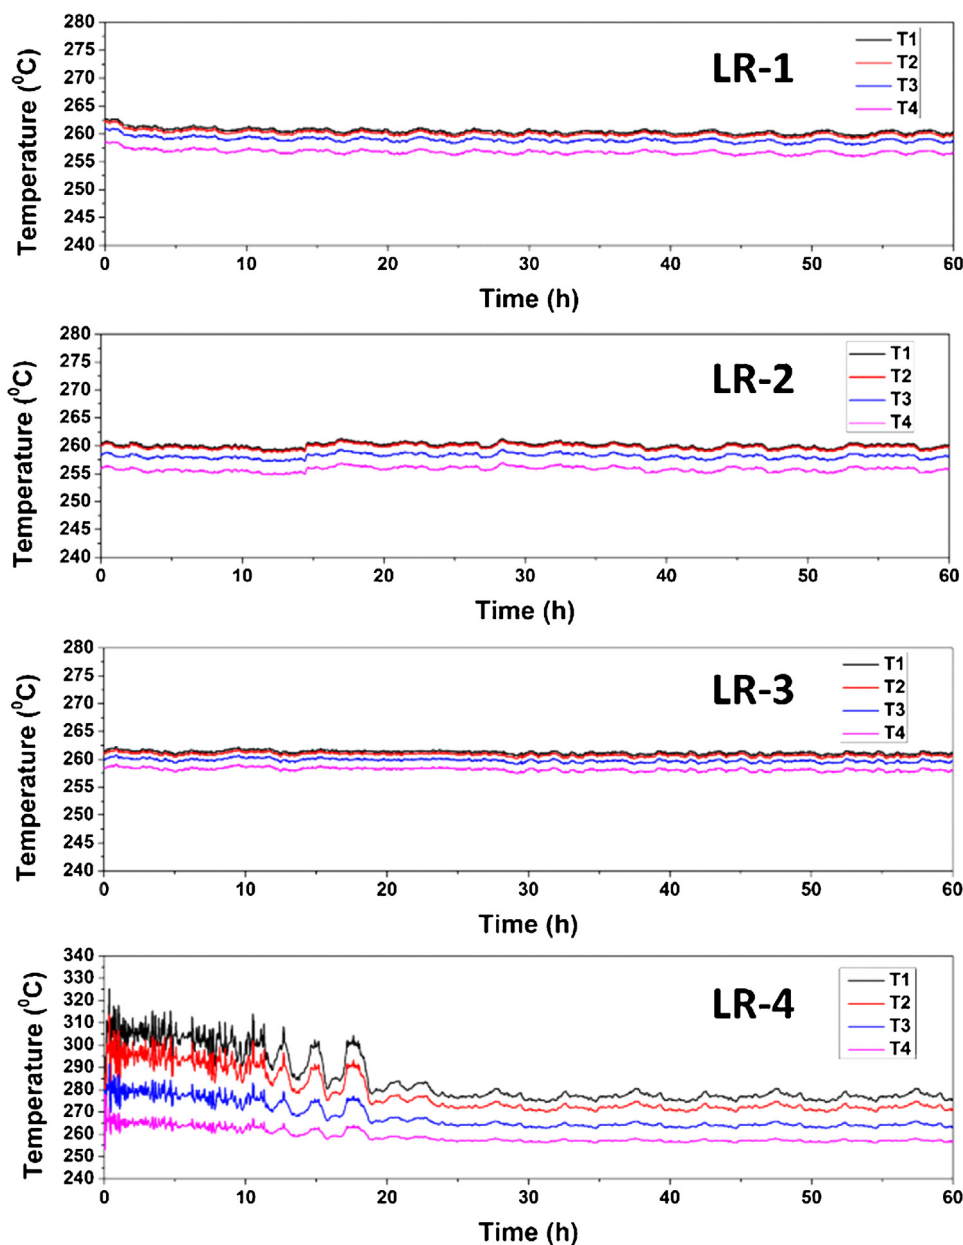 280
275
270
265
260
255
250
245
240
Temperature (⁰C)
LR-1
T1
T2
T3
T4
0 10 20 30 40 50 60
Time (h)
280
275
270
265
260
255
250
245
240
Temperature (⁰C)
LR-2
T1
T2
T3
T4
0 10 20 30 40 50 60
Time (h)
280
275
270
265
260
255
250
245
240
Temperature (⁰C)
LR-3
T1
T2
T3
T4
0 10 20 30 40 50 60
Time (h)
340
330
320
310
300
290
280
272
260
250
240
Temperature (⁰C)
LR-4
T1
T2
T3
T4
0 10 20 30 40 50 60
Time (h)